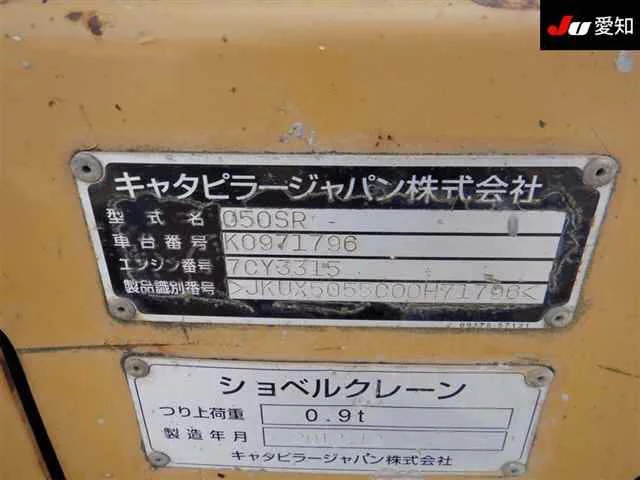 JU 愛知
キャタピラージャパン株式会社
型式名 050SR -
車台番号 K0971796
エンジン番号 7CY3315
製品識別番号 >JKUX5055C00H71796<
ショベルクレーン
つり上荷重 0.9t
製造年月
キャタピラージャパン株式会社